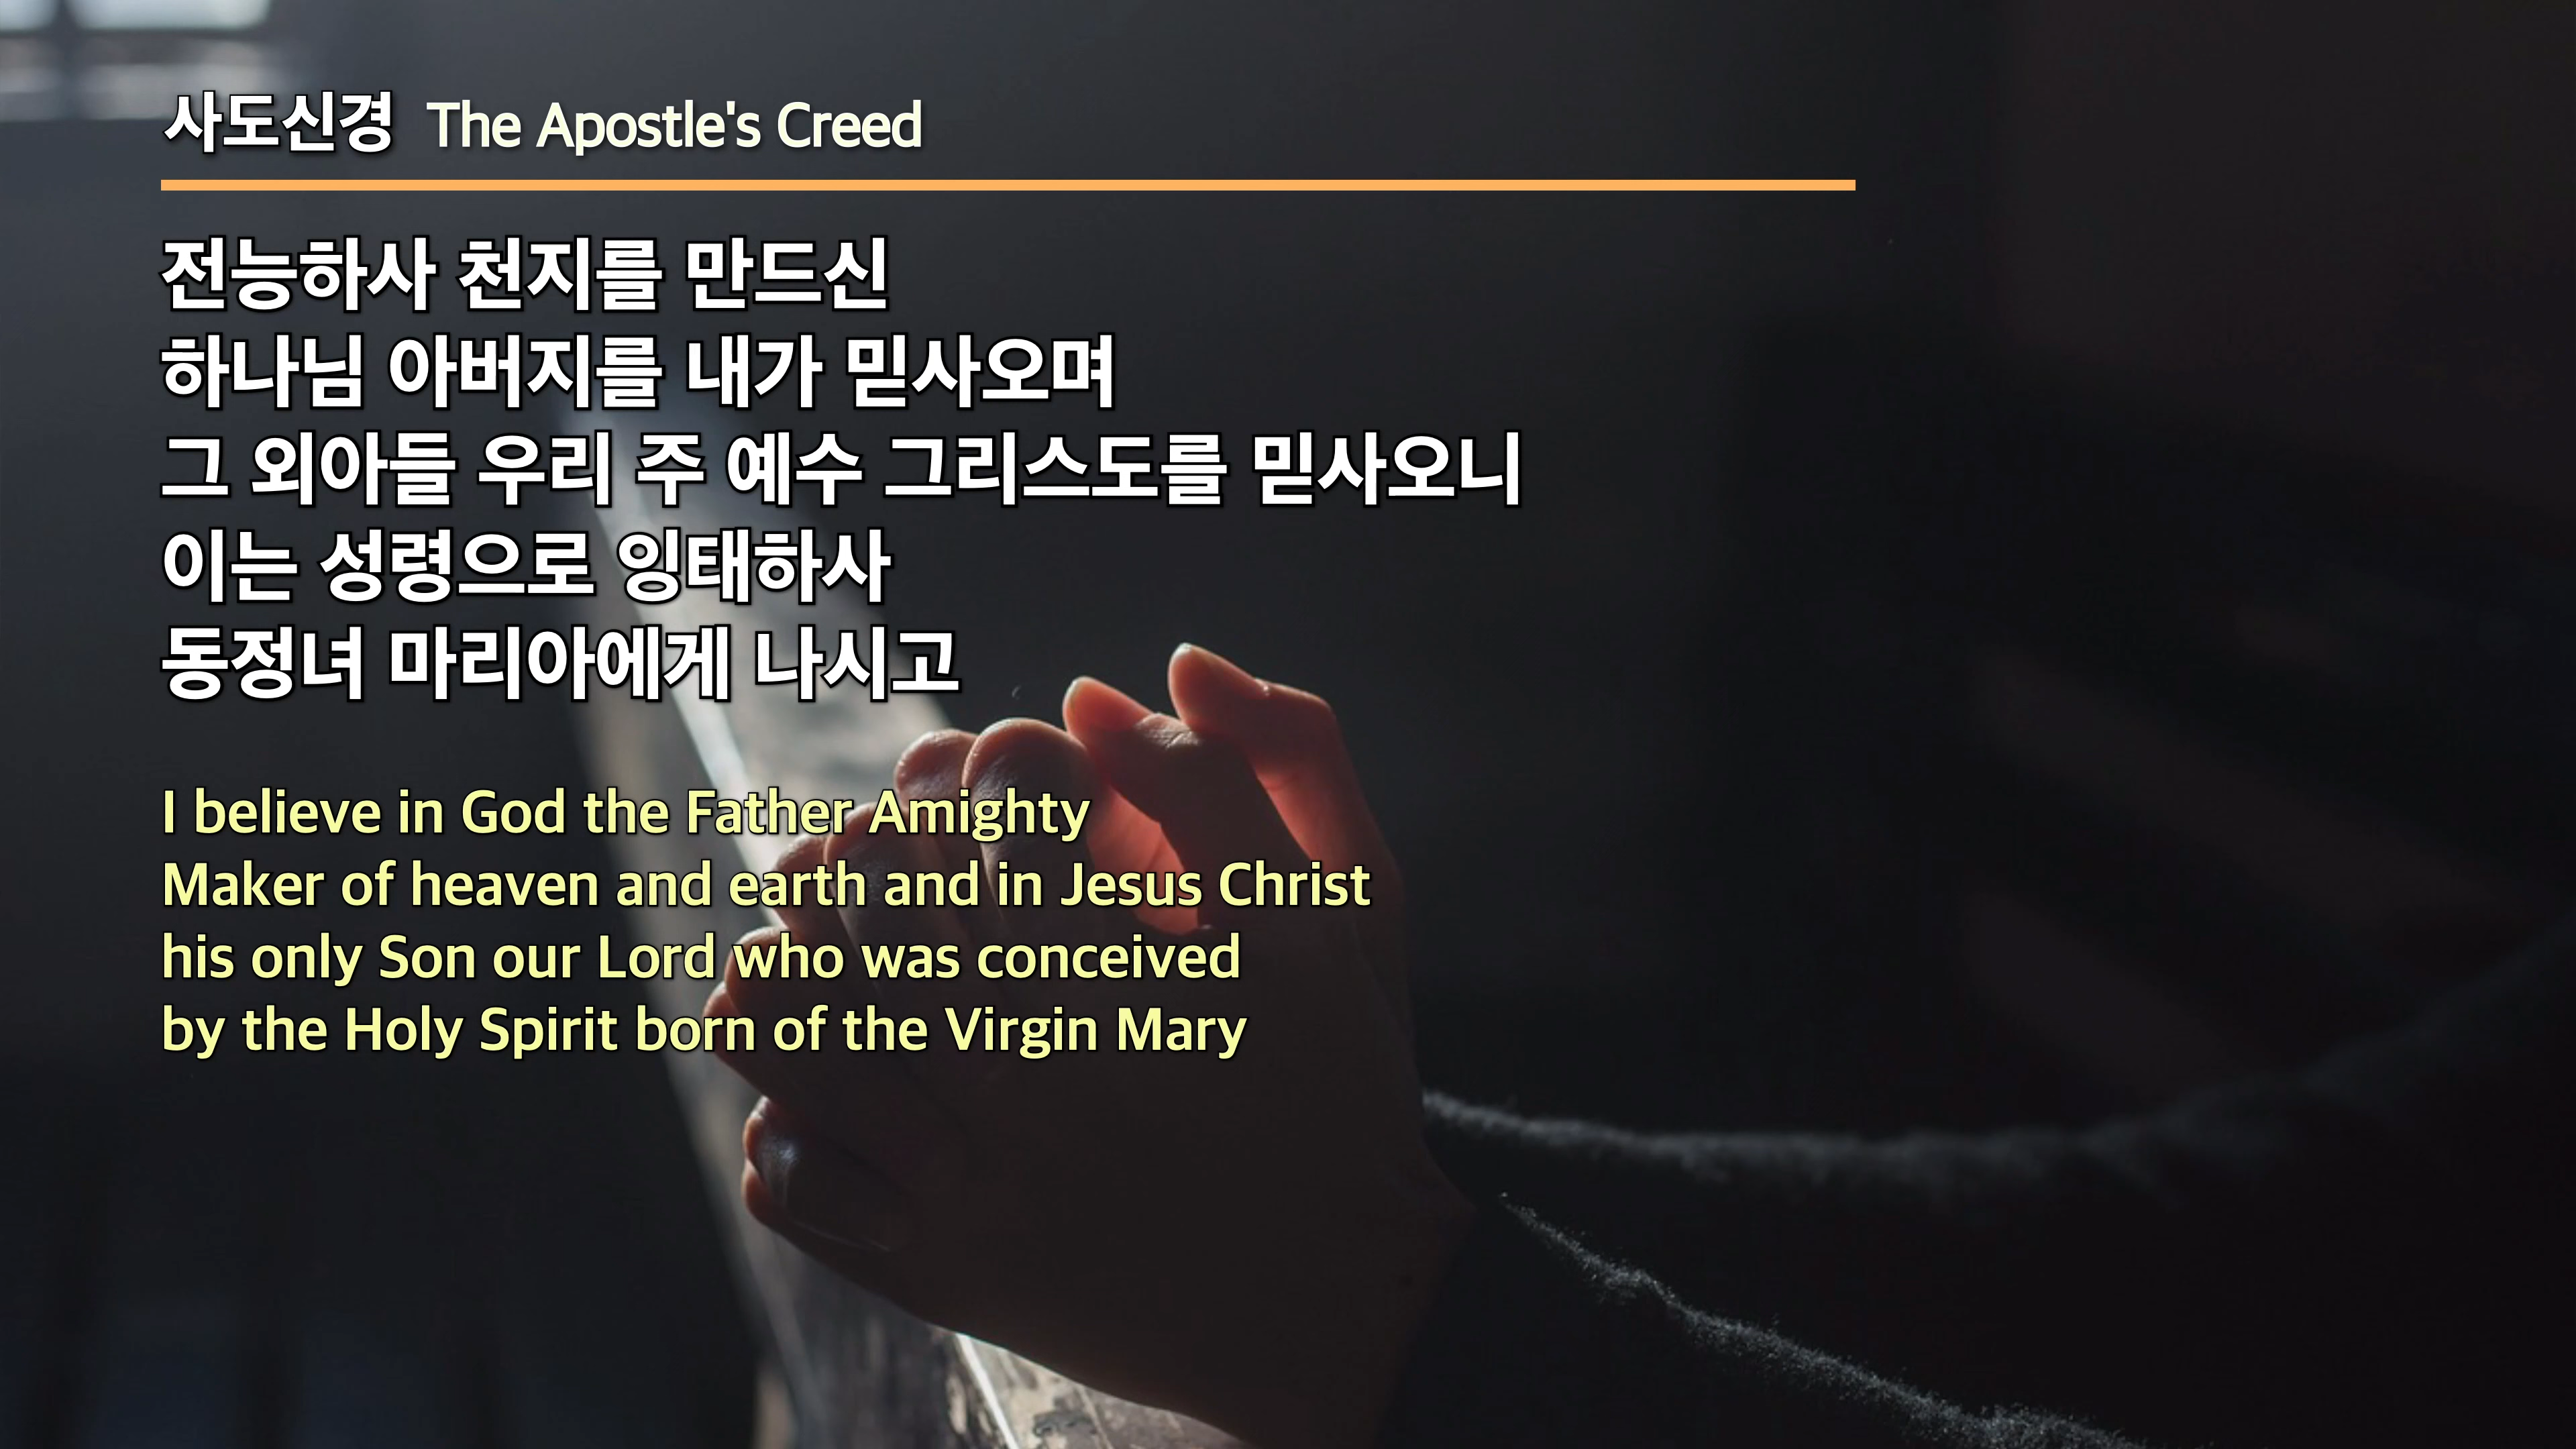 사도신경 The Apostle's Creed
전능하사 천지를 만드신
하나님 아버지를 내가 믿사오며
그 외아들 우리 주 예수 그리스도를 믿사오니
이는 성령으로 잉태하사
동정녀 마리아에게 나시고
I believe in God the Father Amighty
Maker of heaven and earth and in Jesus Christ
his only Son our Lord who was conceived
by the Holy Spirit born of the Virgin Mary